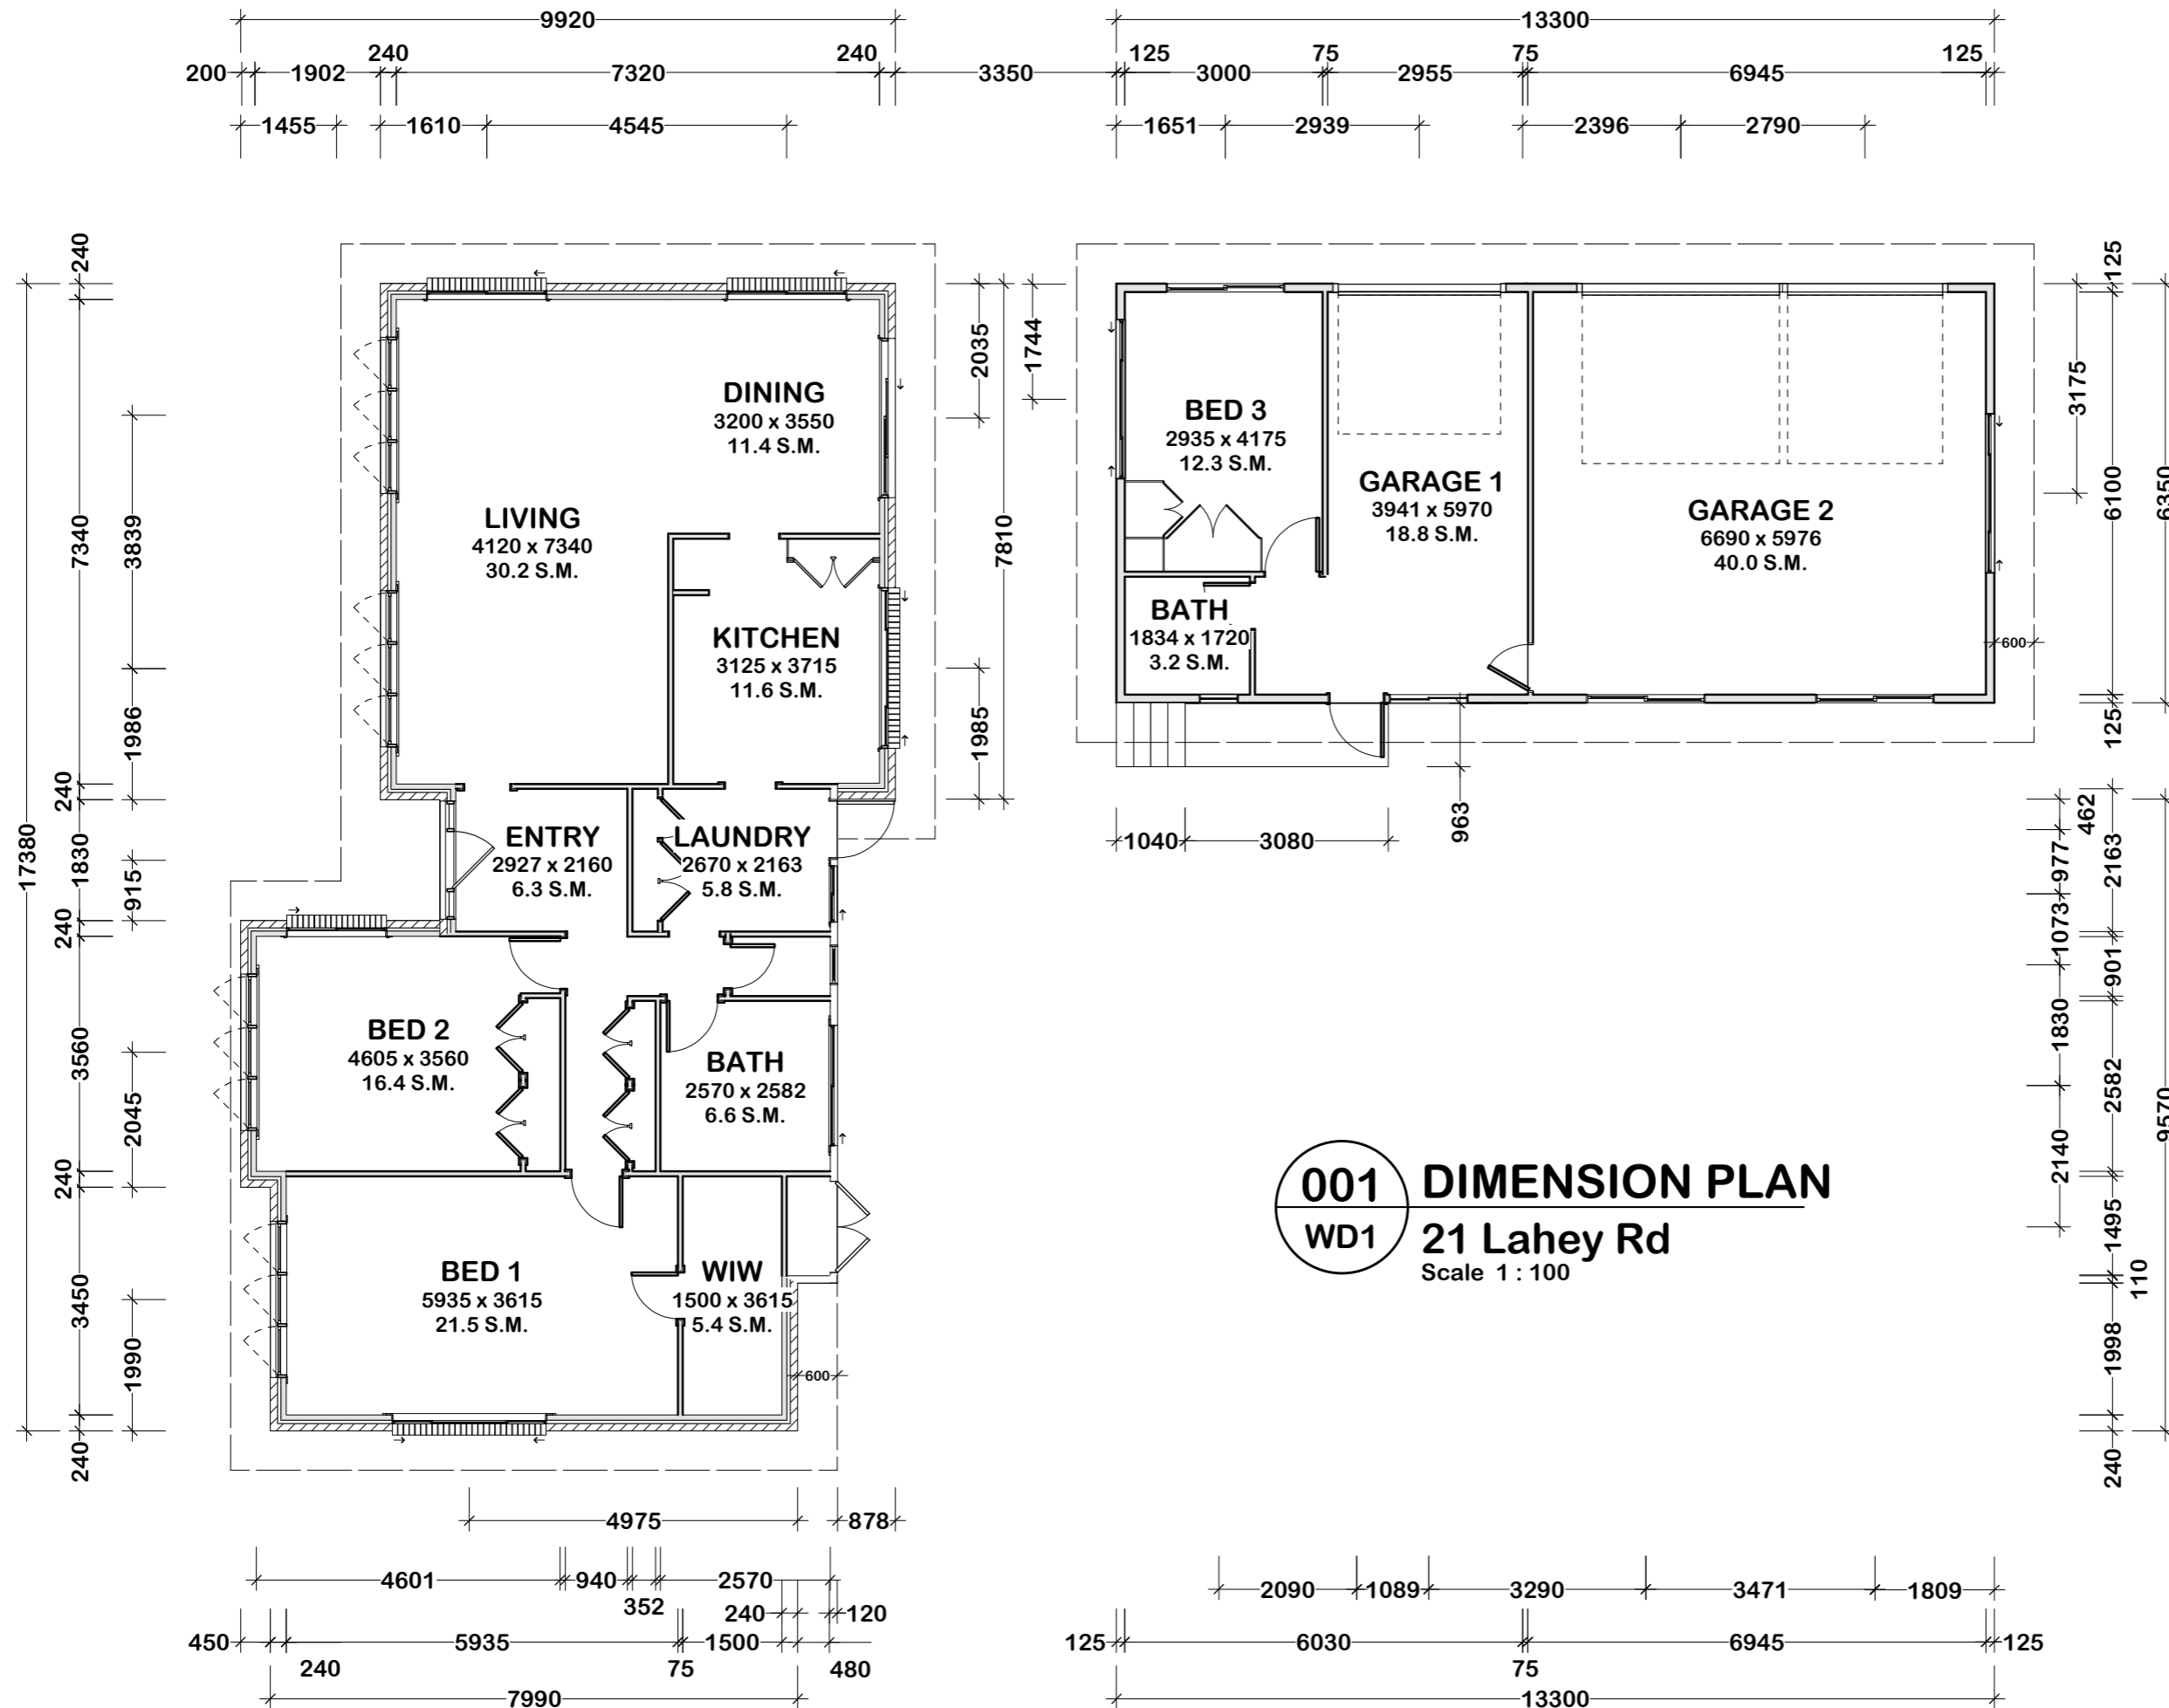 9920
13300
240
240
125
75
75
125
200
1902
7320
3350
3000
2955
6945
1455
1610
4545
1651
2939
2396
2790
240
7340
240
1830
240
3560
240
3450
240
17380
3839
1986
915
2045
1990
2035
7810
1985
1744
125
6100
125
3175
6350
DINING
3200 x 3550
11.4 S.M.
LIVING
4120 x 7340
30.2 S.M.
KITCHEN
3125 x 3715
11.6 S.M.
BED 3
2935 x 4175
12.3 S.M.
GARAGE 1
3941 x 5970
18.8 S.M.
GARAGE 2
6690 x 5976
40.0 S.M.
BATH
1834 x 1720
3.2 S.M.
600
963
1040
3080
ENTRY
2927 x 2160
6.3 S.M.
LAUNDRY
2670 x 2163
5.8 S.M.
BED 2
4605 x 3560
16.4 S.M.
BATH
2570 x 2582
6.6 S.M.
BED 1
5935 x 3615
21.5 S.M.
WIW
1500 x 3615
5.4 S.M.
600
462
977
1073
1830
2140
2163
901
2582
1495
110
1998
240
9570
001
WD1
DIMENSION PLAN
21 Lahey Rd
Scale 1 : 100
4975
878
4601
940
2570
352
240
120
450
5935
1500
240
75
480
7990
2090
1089
3290
3471
1809
125
6030
6945
125
75
13300